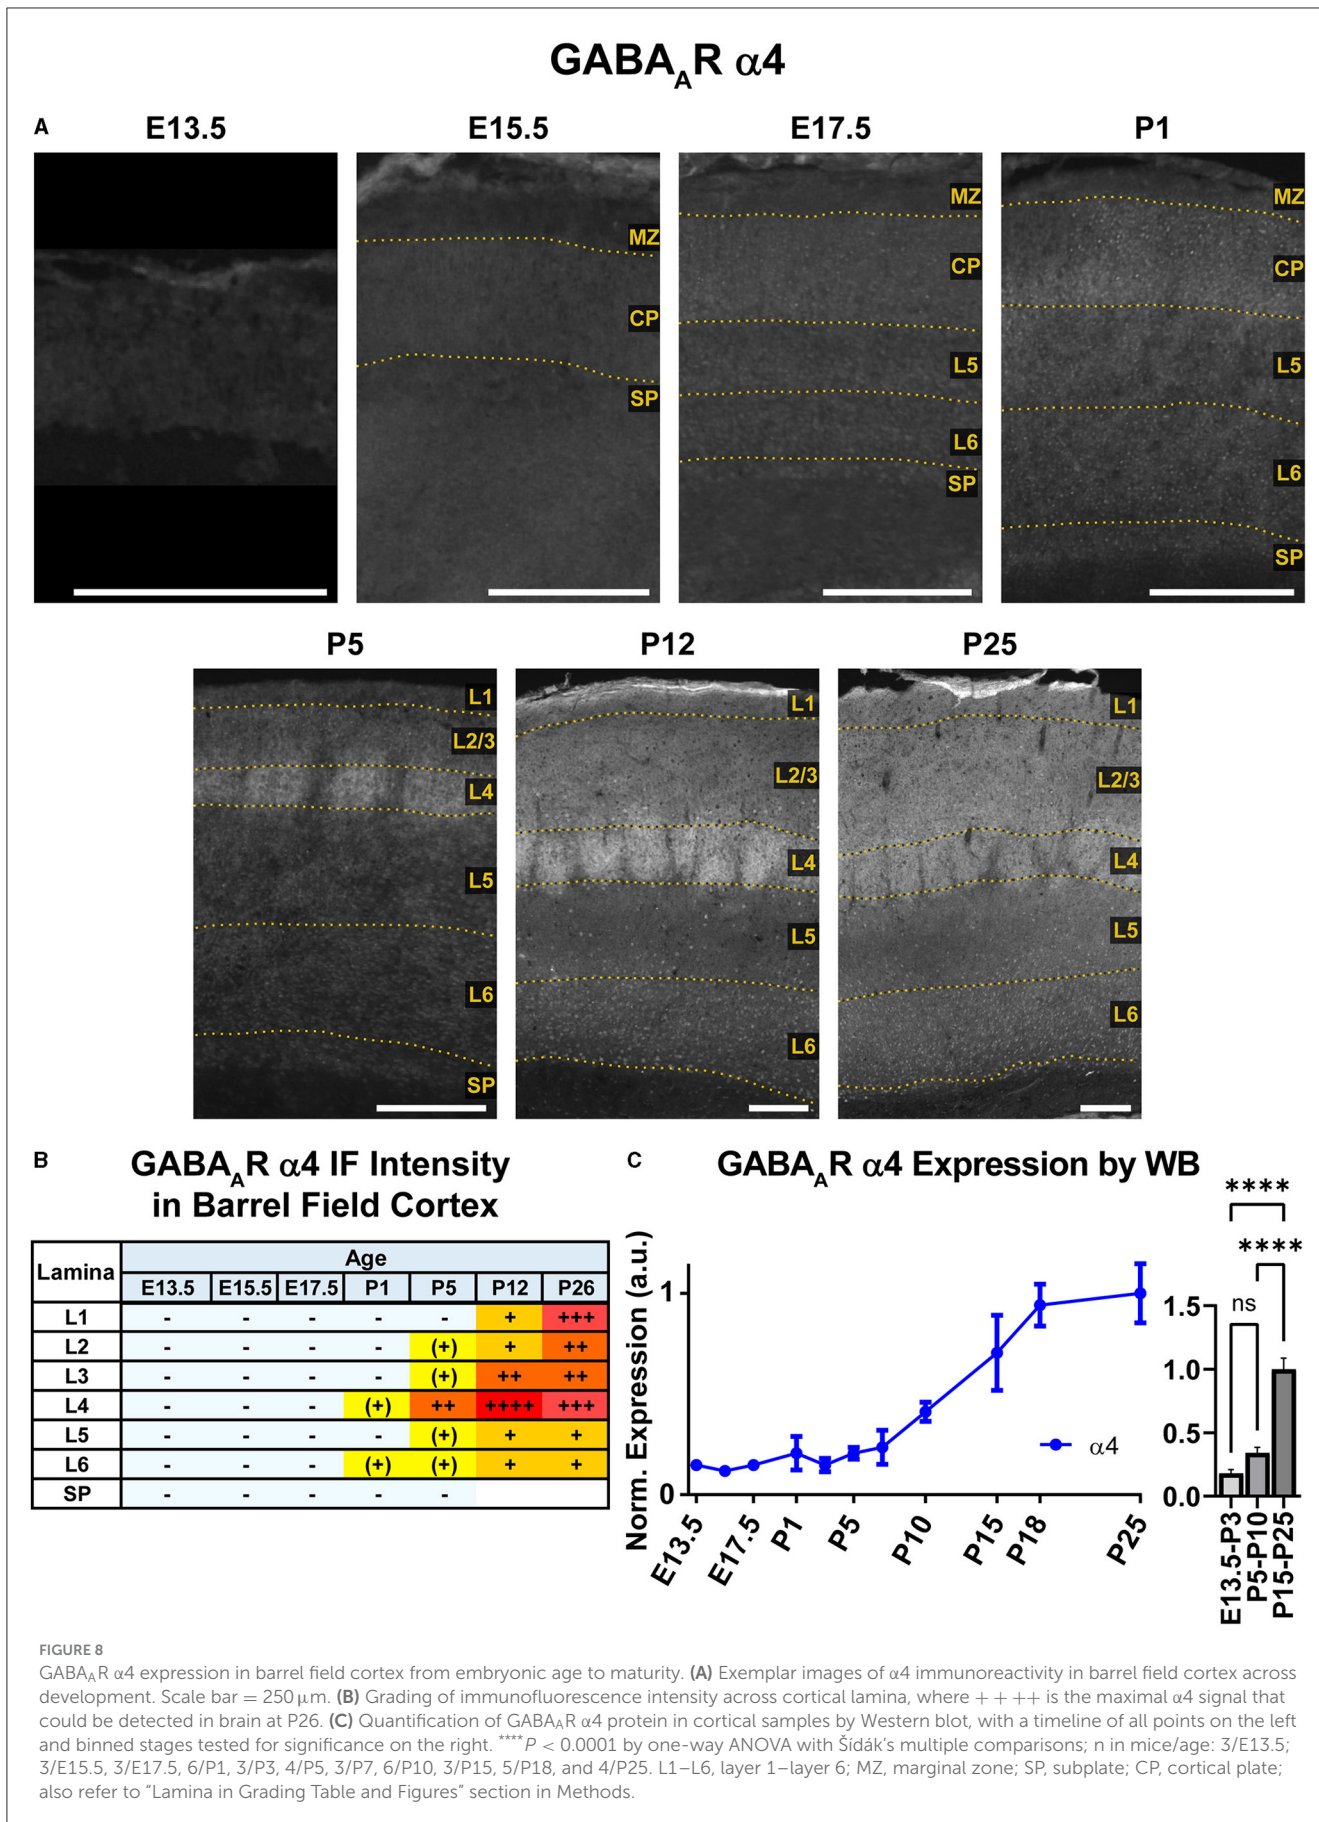 GABA_AR α4
A
E13.5
E15.5
E17.5
P1
MZ
CP
SP
MZ
CP
L5
L6
SP
MZ
CP
L5
L6
SP
P5
P12
P25
L1
L2/3
L4
L5
L6
SP
L1
L2/3
L4
L5
L6
L1
L2/3
L4
L5
L6
B
GABA_AR α4 IF Intensity
in Barrel Field Cortex
Lamina Age
E13.5 E15.5 E17.5 P1 P5 P12 P26
L1 - - - - - + +++
L2 - - - - (+) + ++
L3 - - - - (+) ++ ++
L4 - - - (+) ++ ++++ +++
L5 - - - - (+) + +
L6 - - - (+) (+) + +
SP - - - - -
C
GABA_AR α4 Expression by WB
Norm. Expression (a.u.)
1
0
α4
E13.5 E17.5 P1 P5 P10 P15 P18 P25
****
****
ns
1.5
1.0
0.5
0.0
E13.5-P3
P5-P10
P15-P25
FIGURE 8
GABA_AR α4 expression in barrel field cortex from embryonic age to maturity. (A) Exemplar images of α4 immunoreactivity in barrel field cortex across
development. Scale bar = 250 μm. (B) Grading of immunofluorescence intensity across cortical lamina, where + + ++ is the maximal α4 signal that
could be detected in brain at P26. (C) Quantification of GABA_AR α4 protein in cortical samples by Western blot, with a timeline of all points on the left
and binned stages tested for significance on the right. ****P < 0.0001 by one-way ANOVA with Šídák's multiple comparisons; n in mice/age: 3/E13.5;
3/E15.5, 3/E17.5, 6/P1, 3/P3, 4/P5, 3/P7, 6/P10, 3/P15, 5/P18, and 4/P25. L1–L6, layer 1–layer 6; MZ, marginal zone; SP, subplate; CP, cortical plate;
also refer to "Lamina in Grading Table and Figures" section in Methods.